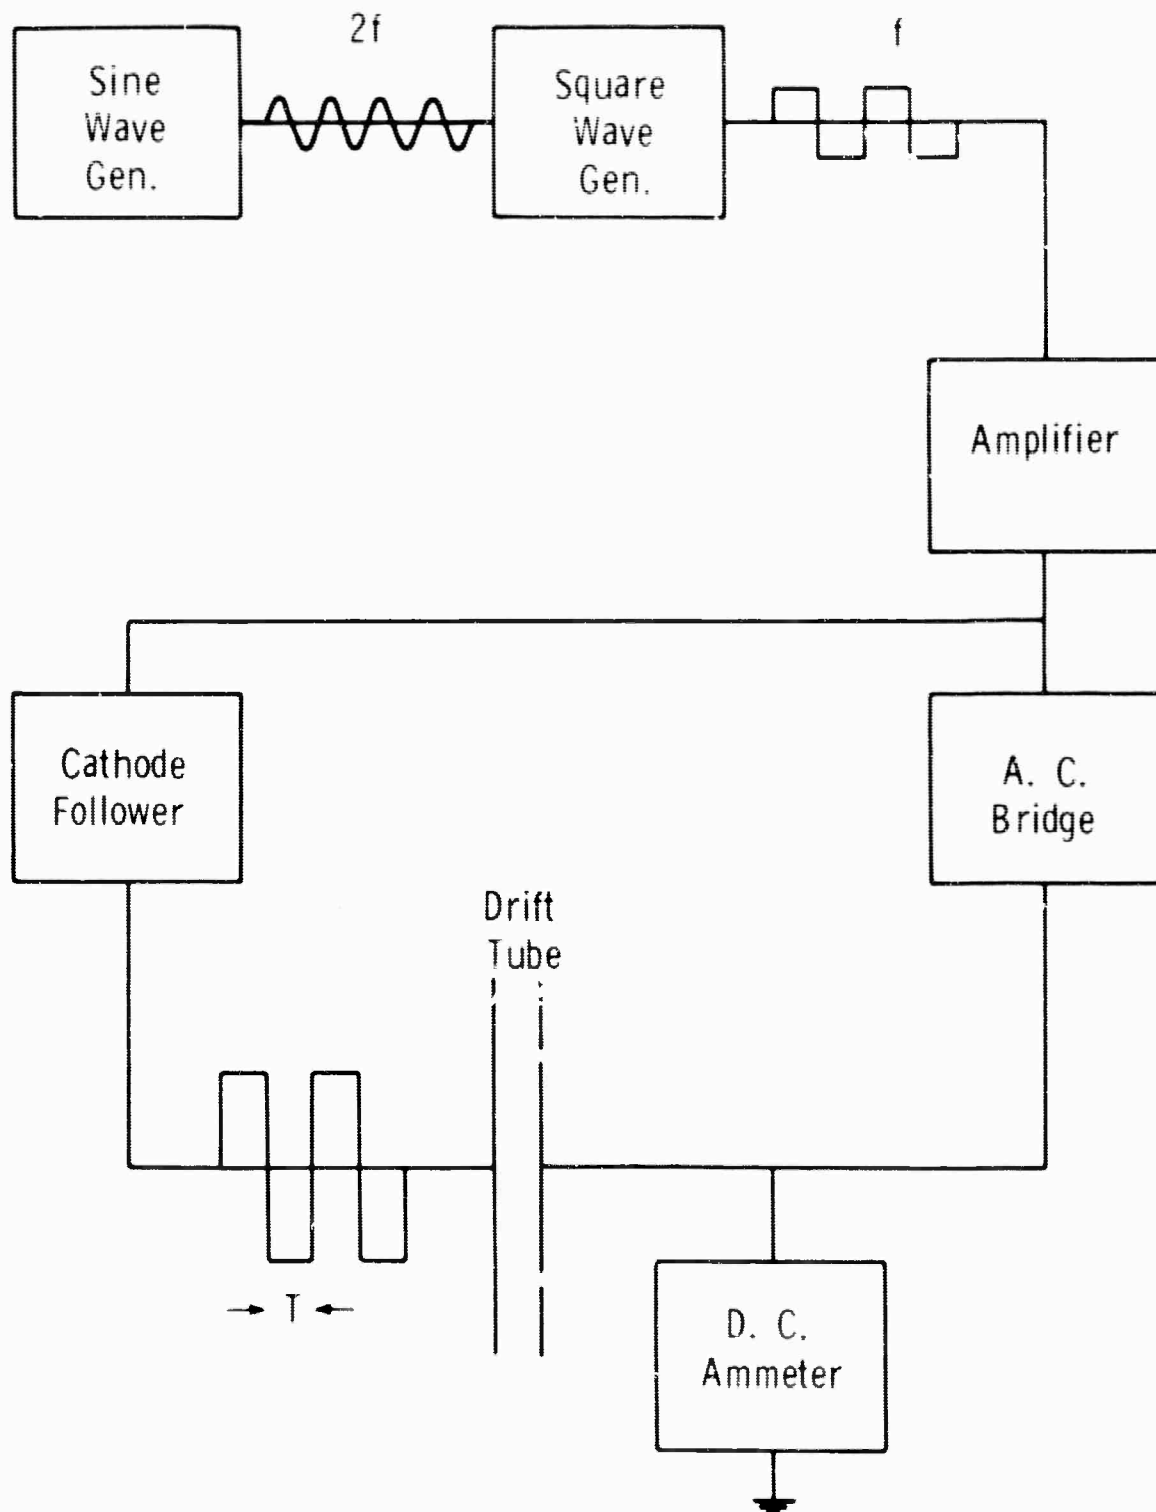 2f
f
Sine
Wave
Gen.
Square
Wave
Gen.
Amplifier
Cathode
Follower
A. C.
Bridge
Drift
Tube
T
D. C.
Ammeter